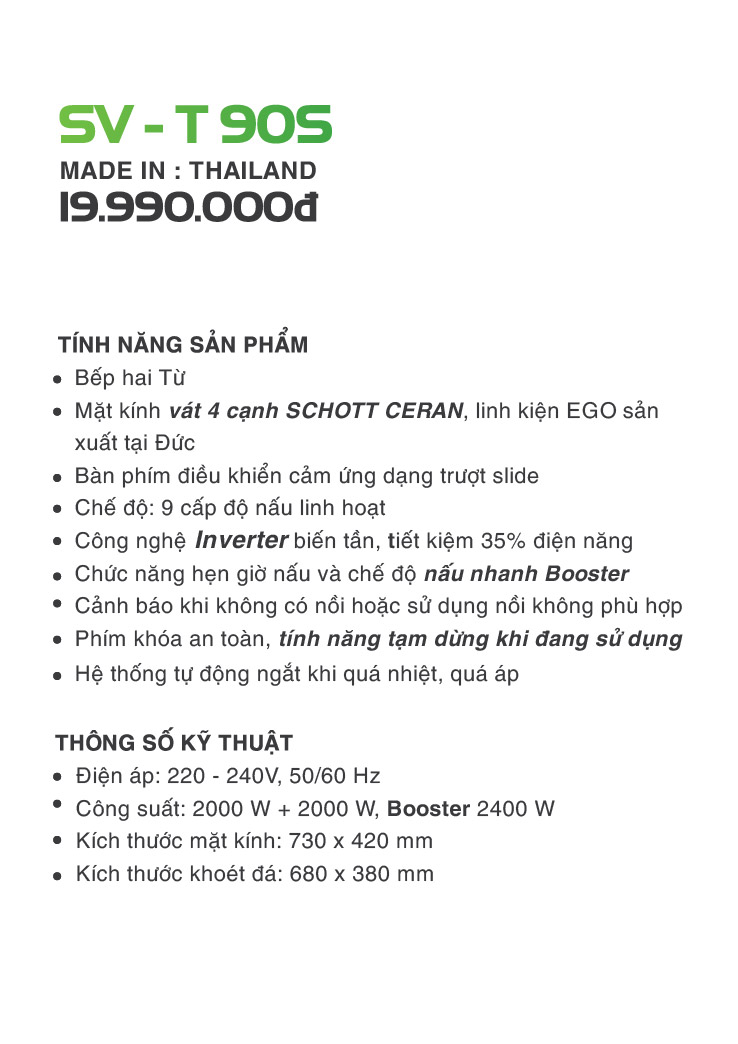 SV - T 90S
MADE IN : THAILAND
19.990.000đ
TÍNH NĂNG SẢN PHẨM
• Bếp hai Từ
• Mặt kính vát 4 cạnh SCHOTT CERAN, linh kiện EGO sản
xuất tại Đức
• Bàn phím điều khiển cảm ứng dạng trượt slide
• Chế độ: 9 cấp độ nấu linh hoạt
• Công nghệ Inverter biến tần, tiết kiệm 35% điện năng
• Chức năng hẹn giờ nấu và chế độ nấu nhanh Booster
• Cảnh báo khi không có nồi hoặc sử dụng nồi không phù hợp
• Phím khóa an toàn, tính năng tạm dừng khi đang sử dụng
• Hệ thống tự động ngắt khi quá nhiệt, quá áp
THÔNG SỐ KỸ THUẬT
• Điện áp: 220 - 240V, 50/60 Hz
• Công suất: 2000 W + 2000 W, Booster 2400 W
• Kích thước mặt kính: 730 x 420 mm
• Kích thước khoét đá: 680 x 380 mm